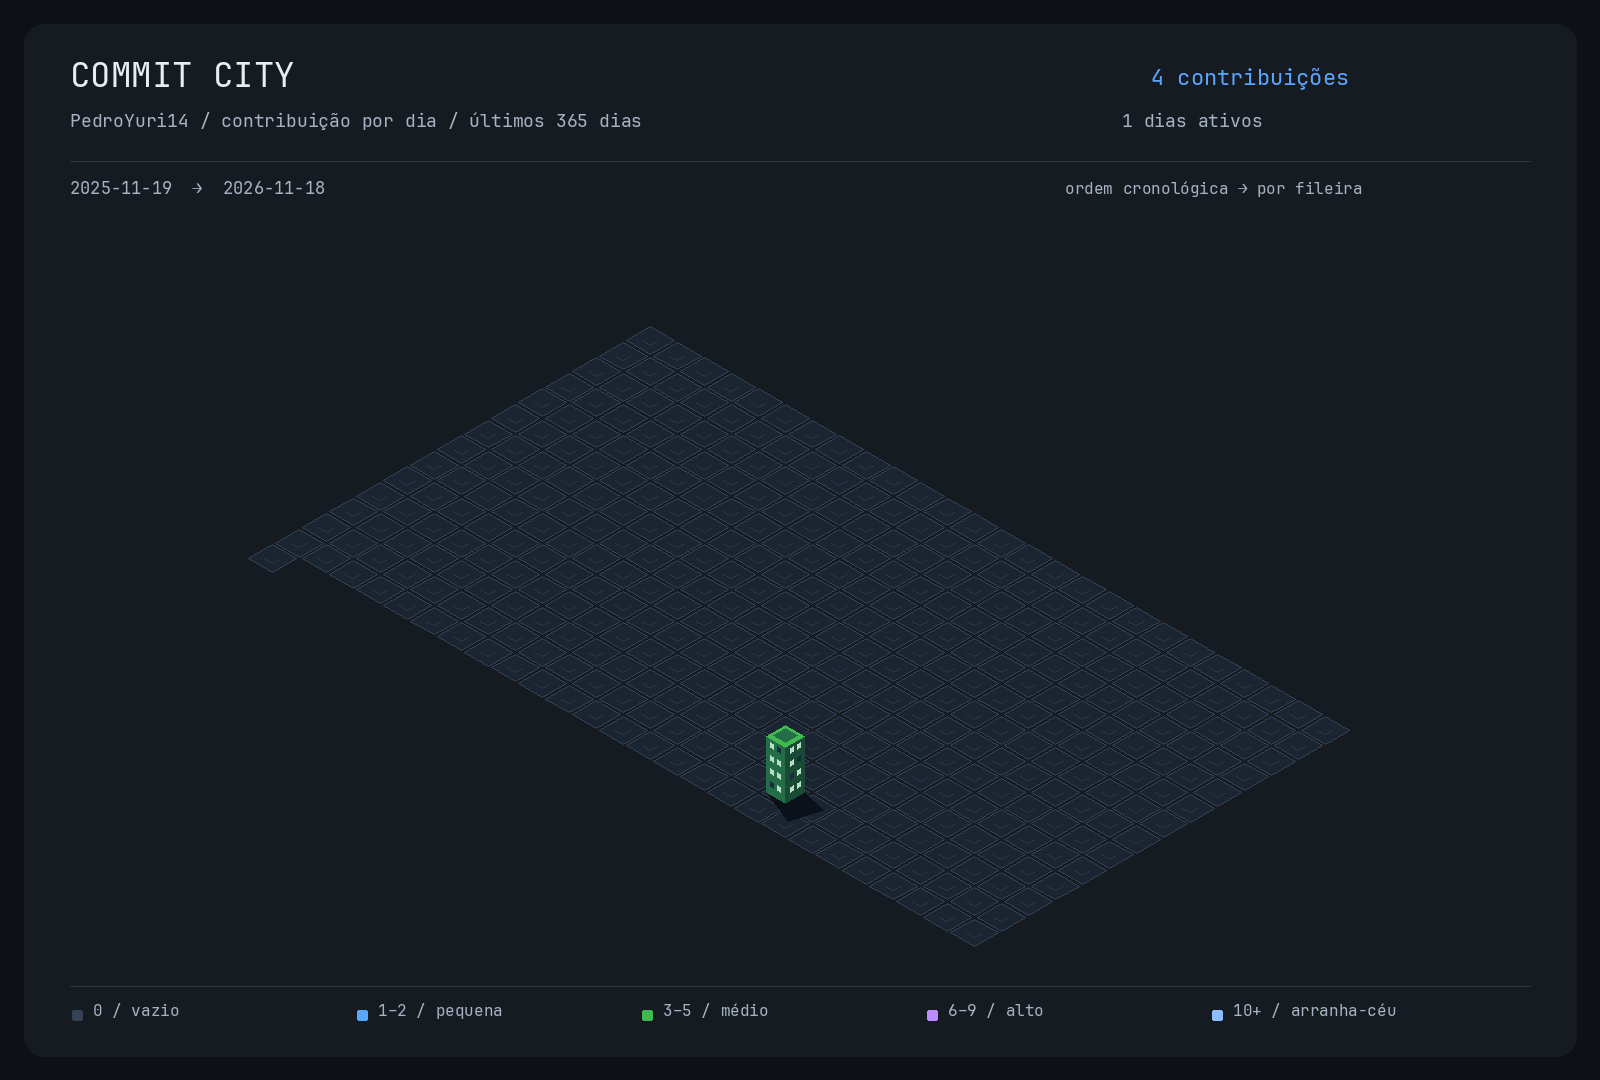 COMMIT CITY
4 contribuições
PedroYuri14 / contribuição por dia / últimos 365 dias
1 dias ativos
2025-11-19 → 2026-11-18
ordem cronológica → por fileira
0 / vazio
1–2 / pequena
3–5 / médio
6–9 / alto
10+ / arranha-céu